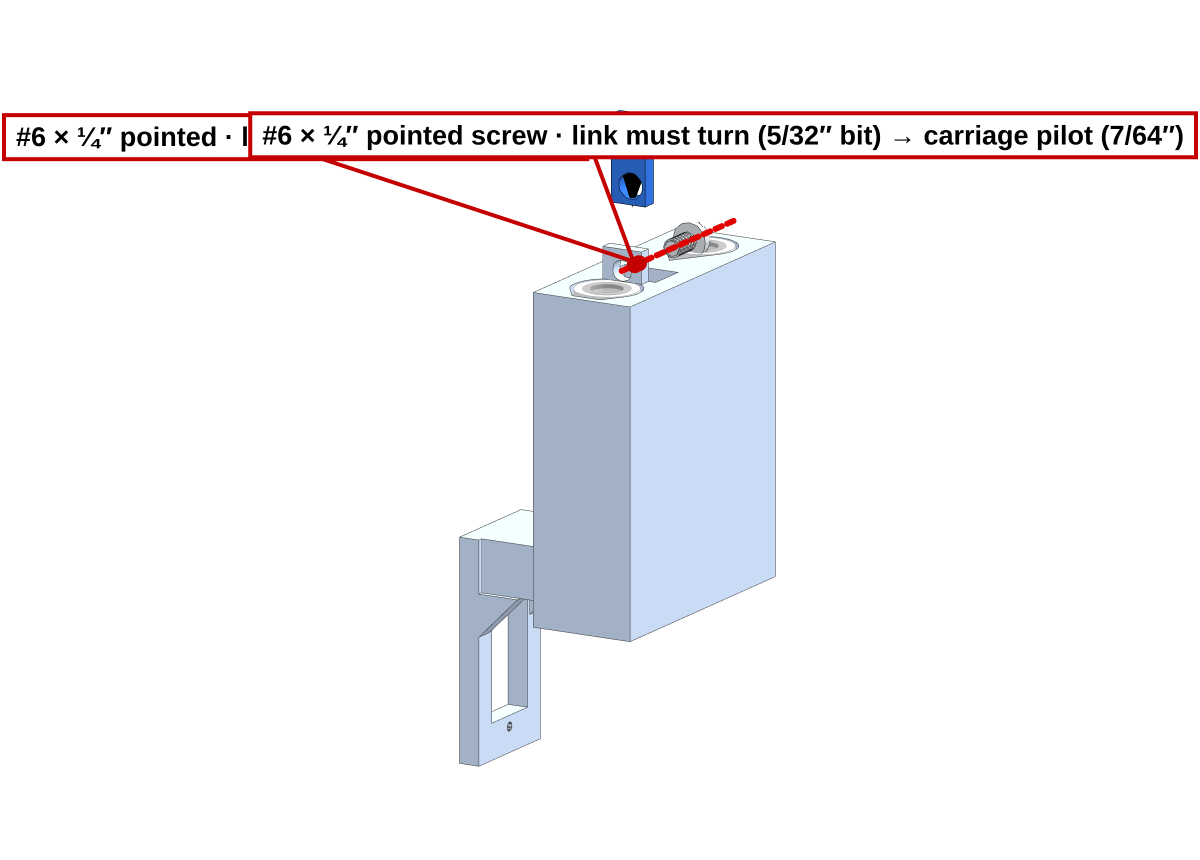 #6 × ¼″ pointed ·
#6 × ¼″ pointed screw · link must turn (5/32″ bit) → carriage pilot (7/64″)